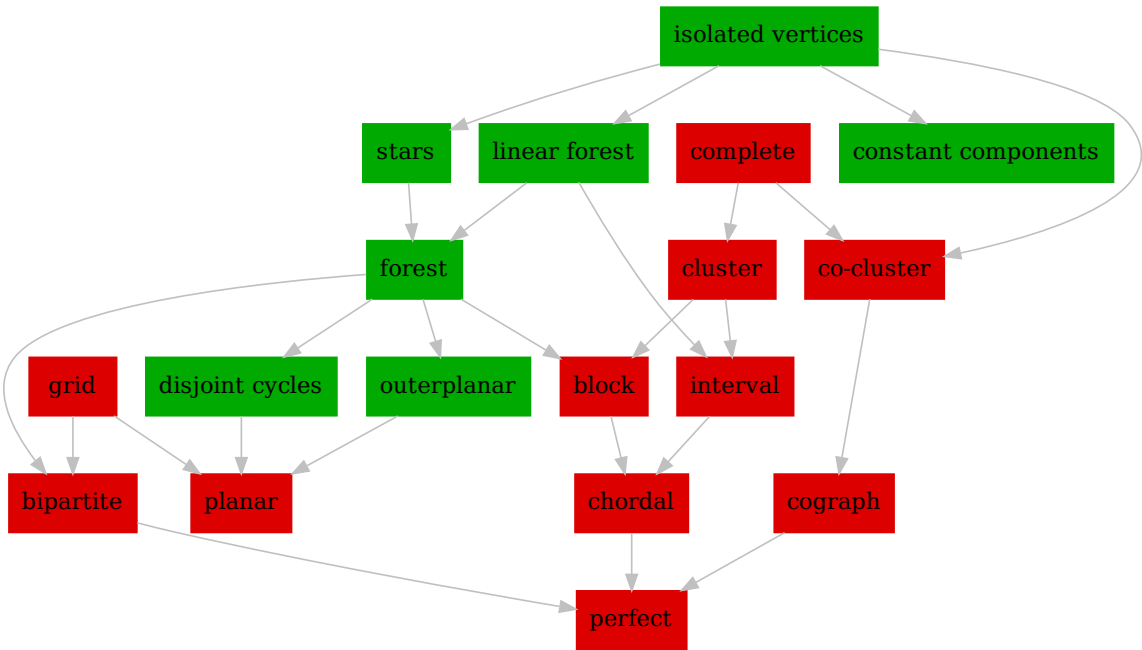 isolated vertices
stars
linear forest
complete
constant components
forest
cluster
co-cluster
grid
disjoint cycles
outerplanar
block
interval
bipartite
planar
chordal
cograph
perfect